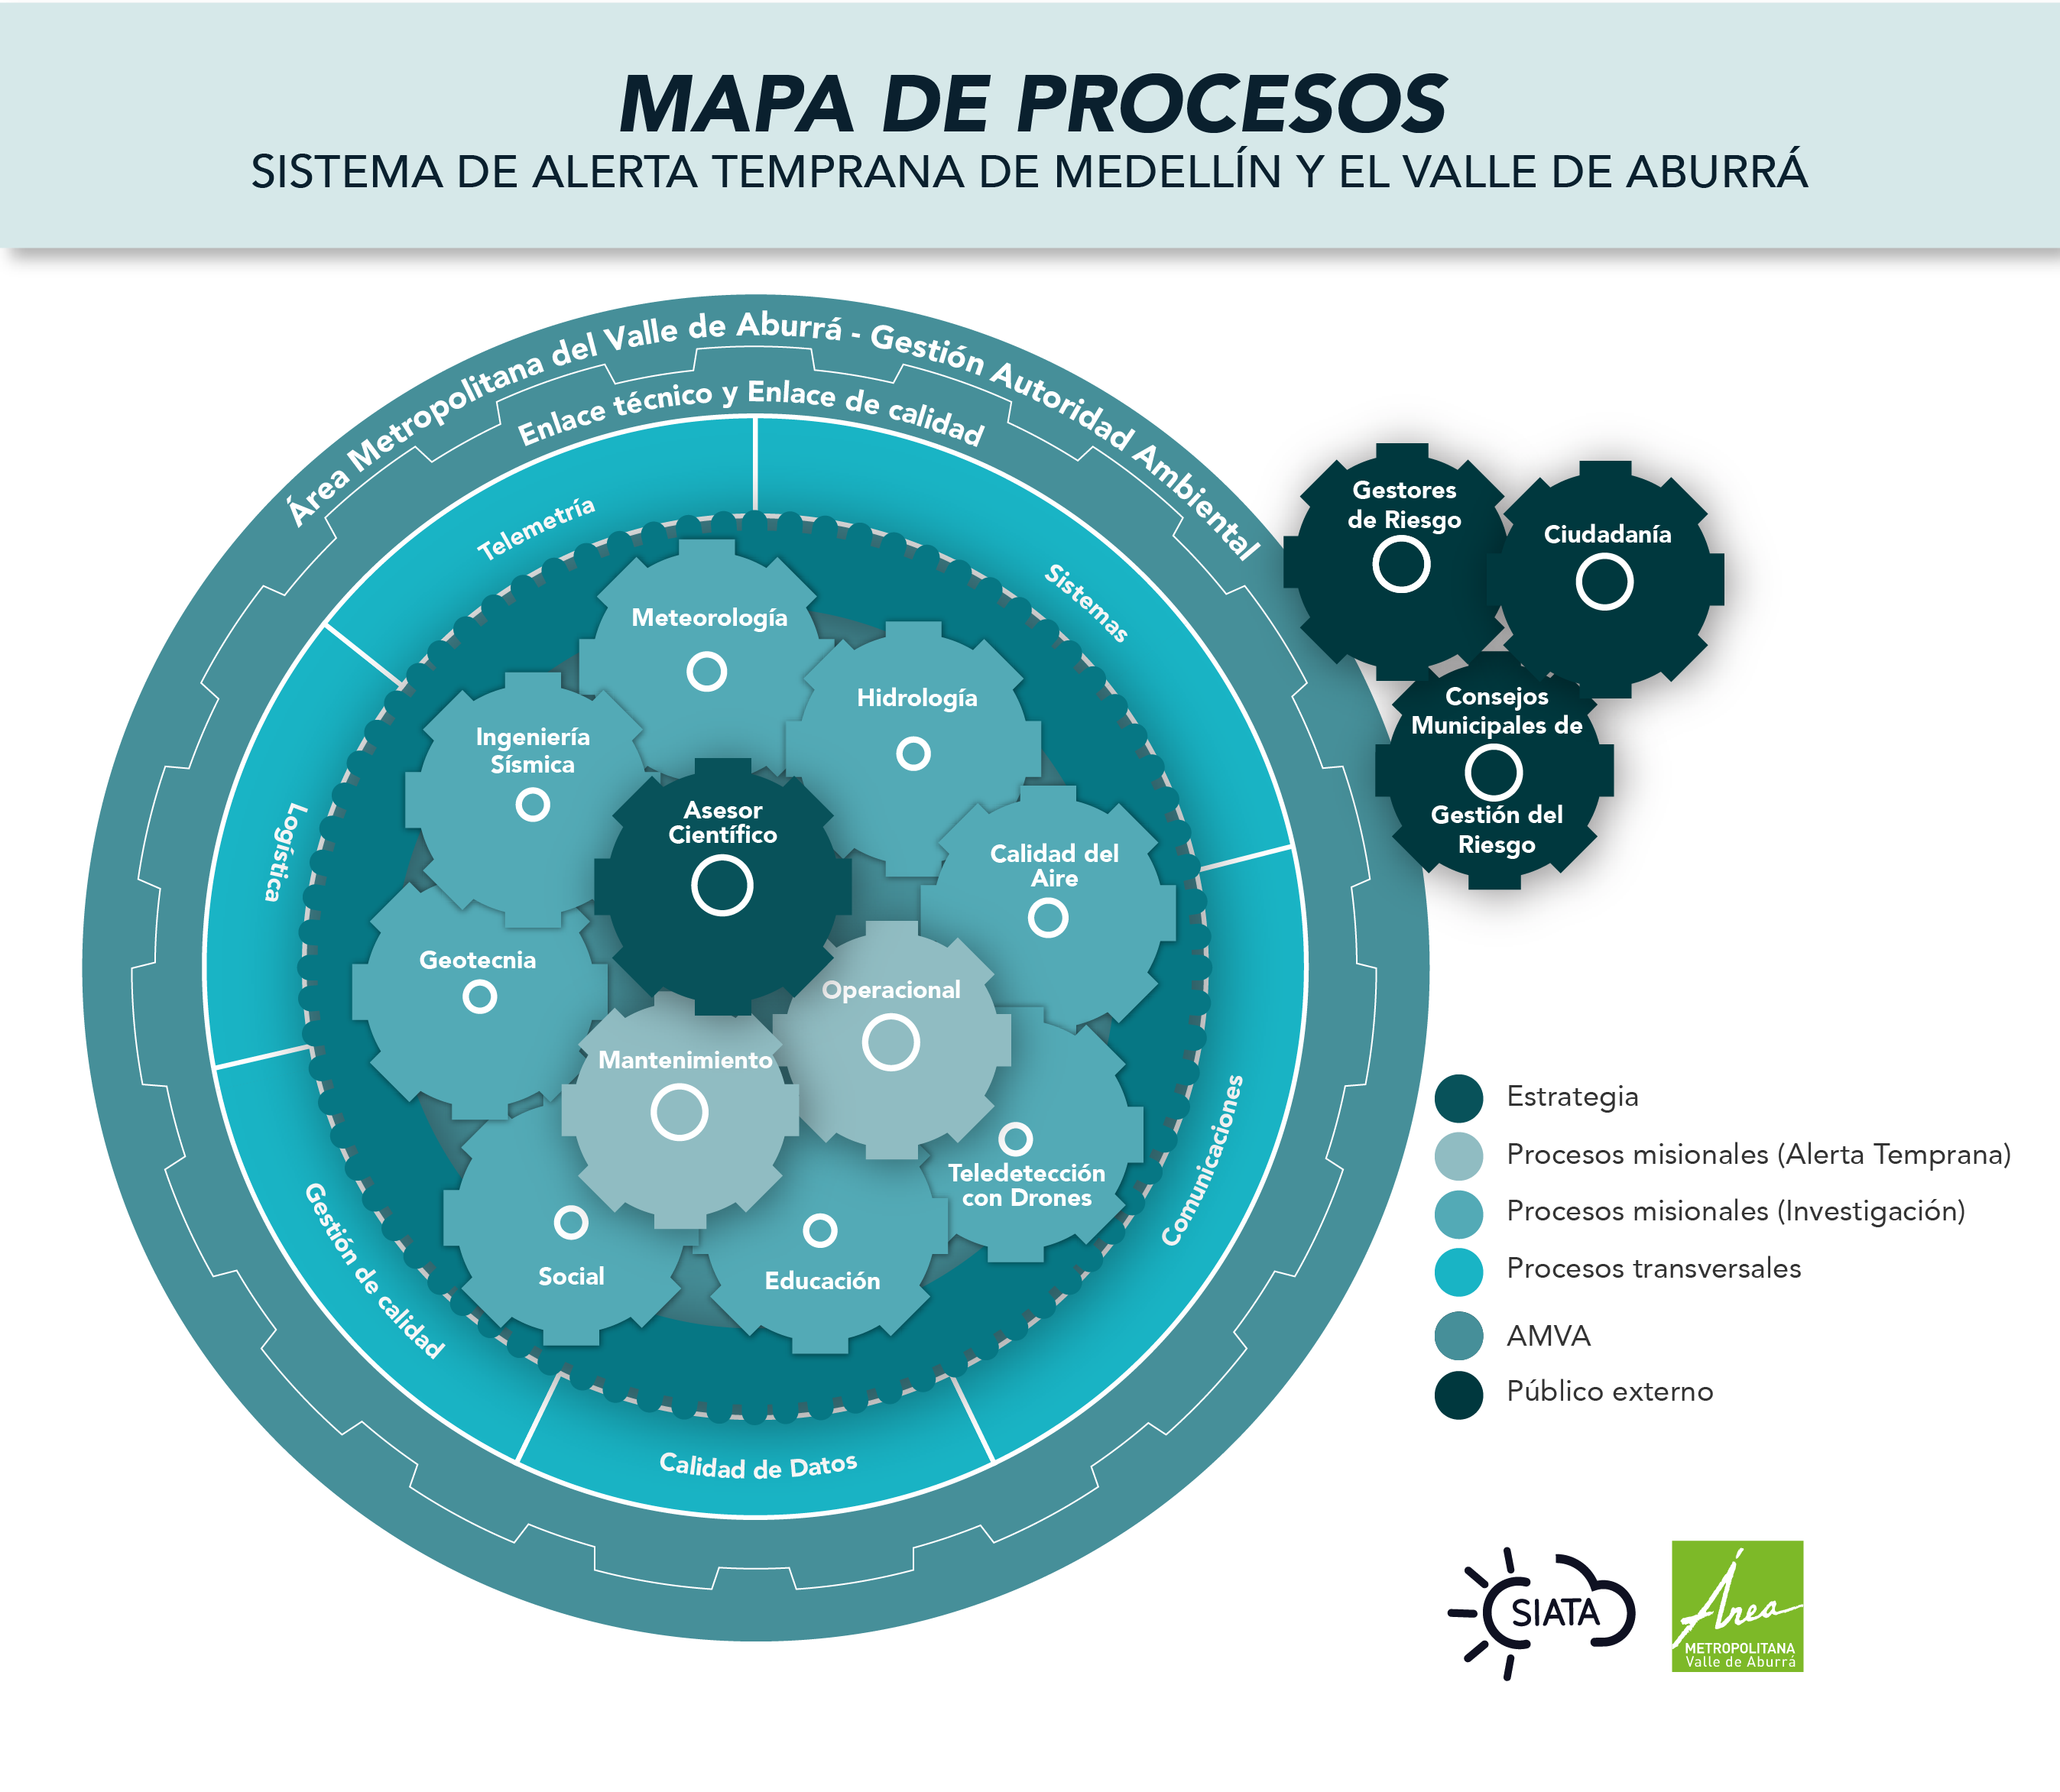 MAPA DE PROCESOS
SISTEMA DE ALERTA TEMPRANA DE MEDELLÍN Y EL VALLE DE ABURRÁ
Área Metropolitana del Valle de Aburrá - Gestión Autoridad Ambiental
Enlace técnico y Enlace de calidad
Telemetría
Sistemas
Logística
Comunicaciones
Gestión de calidad
Calidad de Datos
Meteorología
Hidrología
Ingeniería
Sísmica
Asesor
Científico
Calidad del
Aire
Geotecnia
Operacional
Mantenimiento
Teledetección
con Drones
Social
Educación
Gestores
de Riesgo
Ciudadanía
Consejos
Municipales de
Gestión del
Riesgo
Estrategia
Procesos misionales (Alerta Temprana)
Procesos misionales (Investigación)
Procesos transversales
AMVA
Público externo
SIATA
Área
METROPOLITANA
Valle de Aburrá